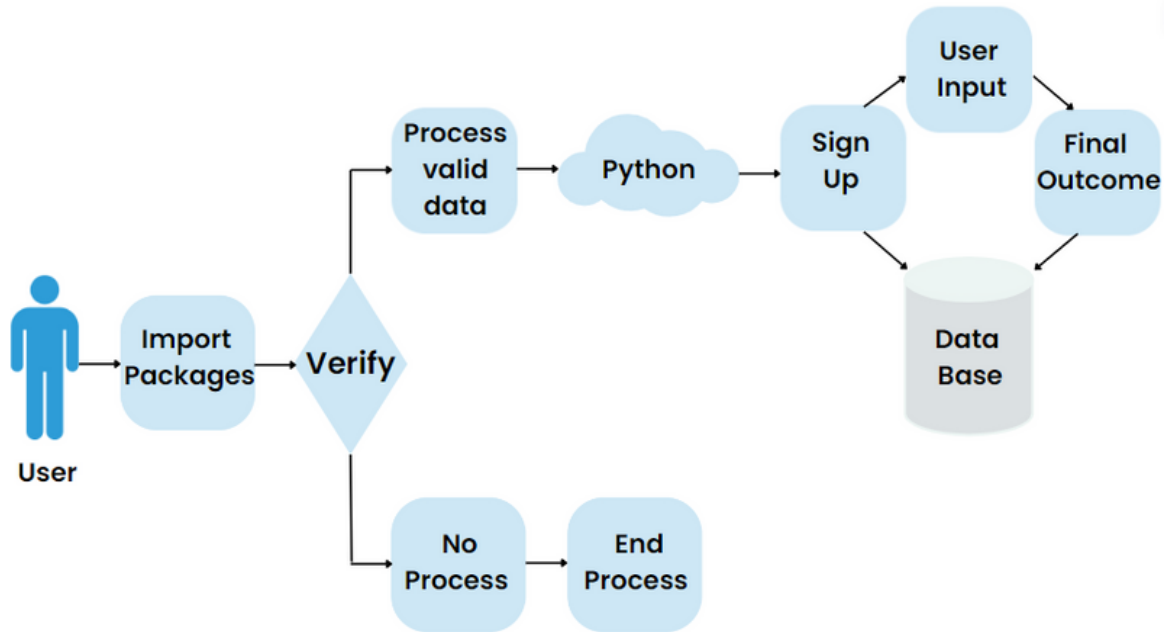 User
Import
Packages
Verify
Process
valid
data
Python
Sign
Up
User
Input
Final
Outcome
Data
Base
No
Process
End
Process